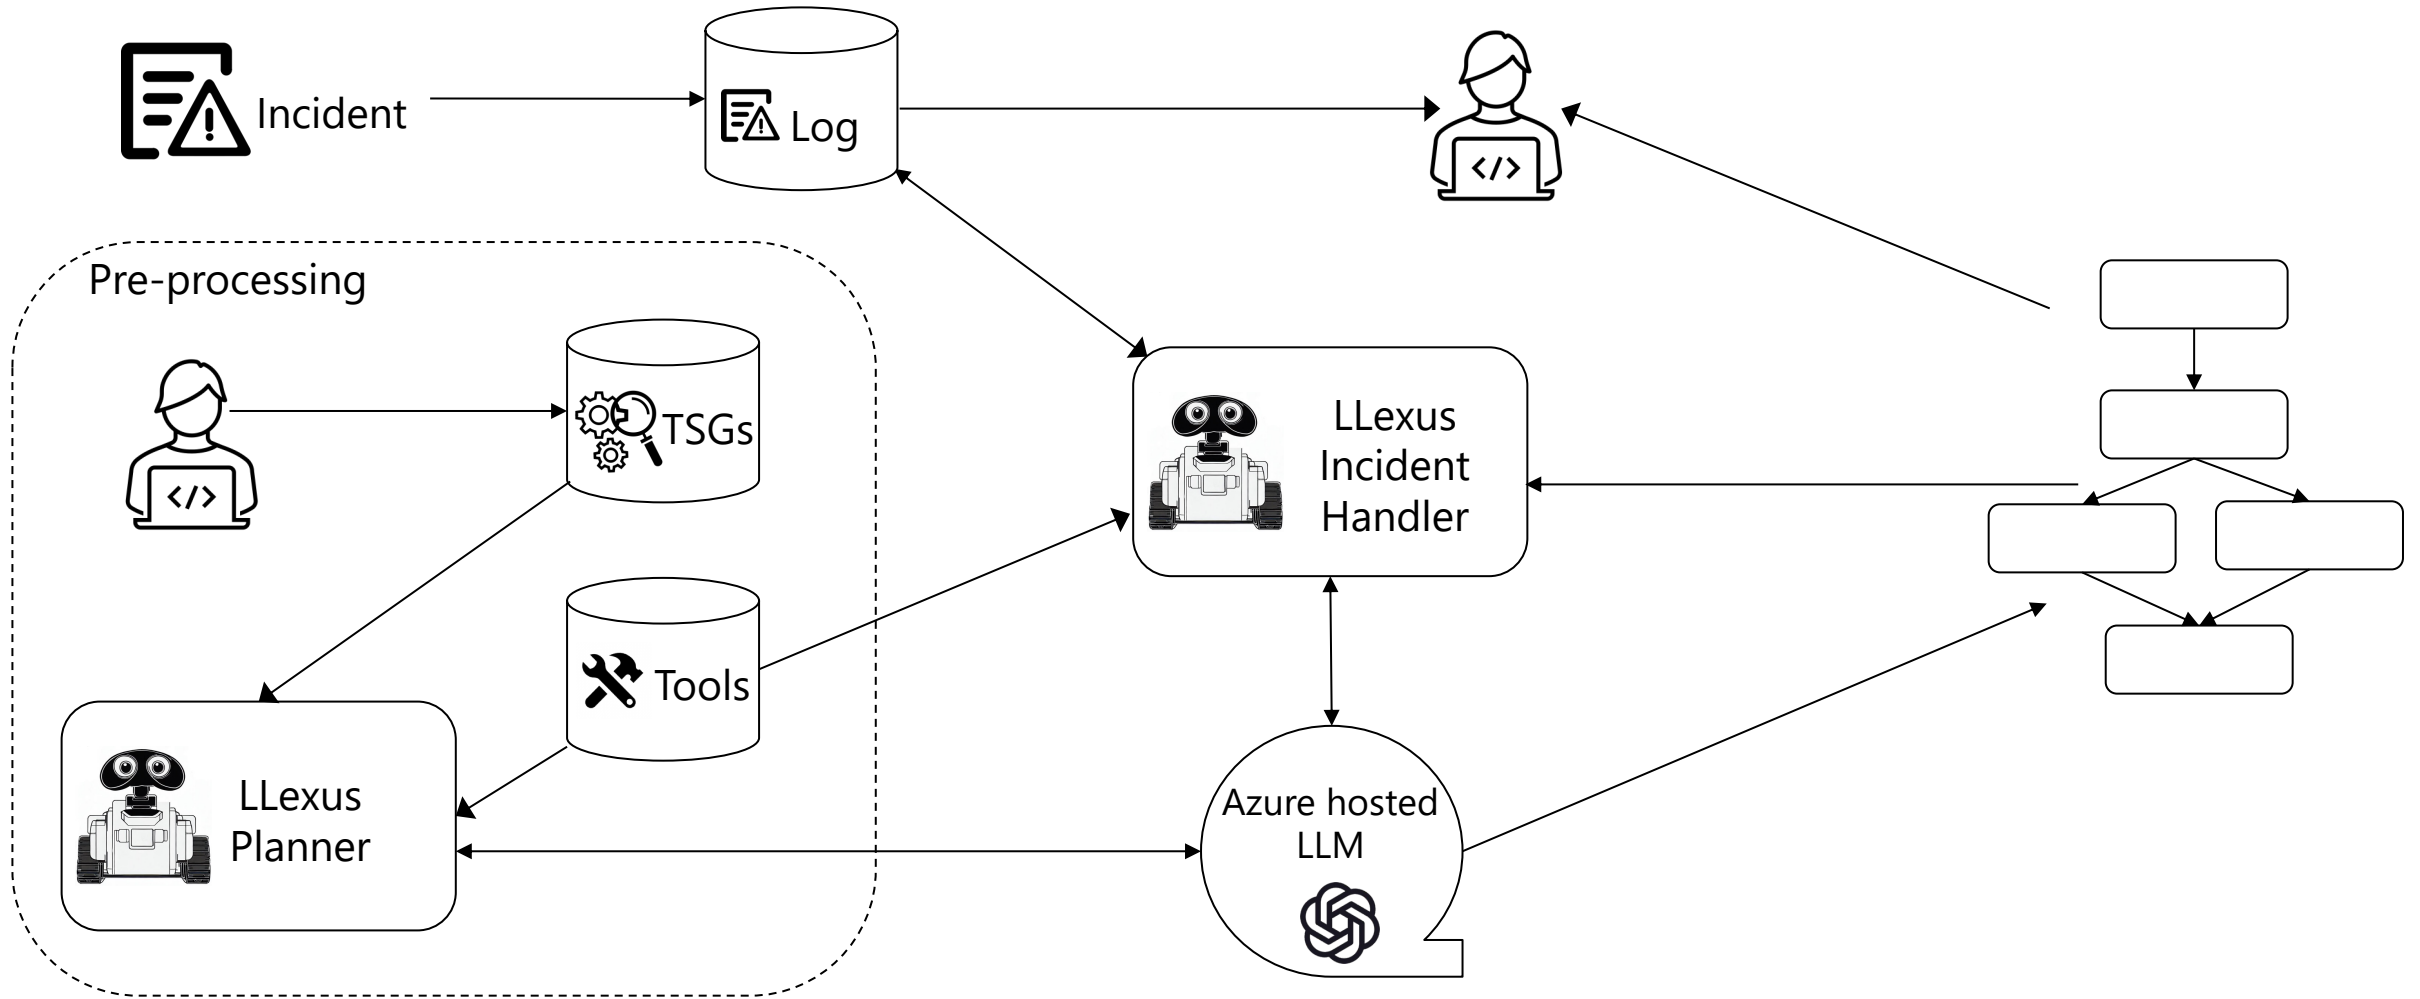 Incident
Log
</>
Pre-processing
</>
TSGs
Tools
LLexus
Planner
LLexus
Incident
Handler
Azure hosted
LLM